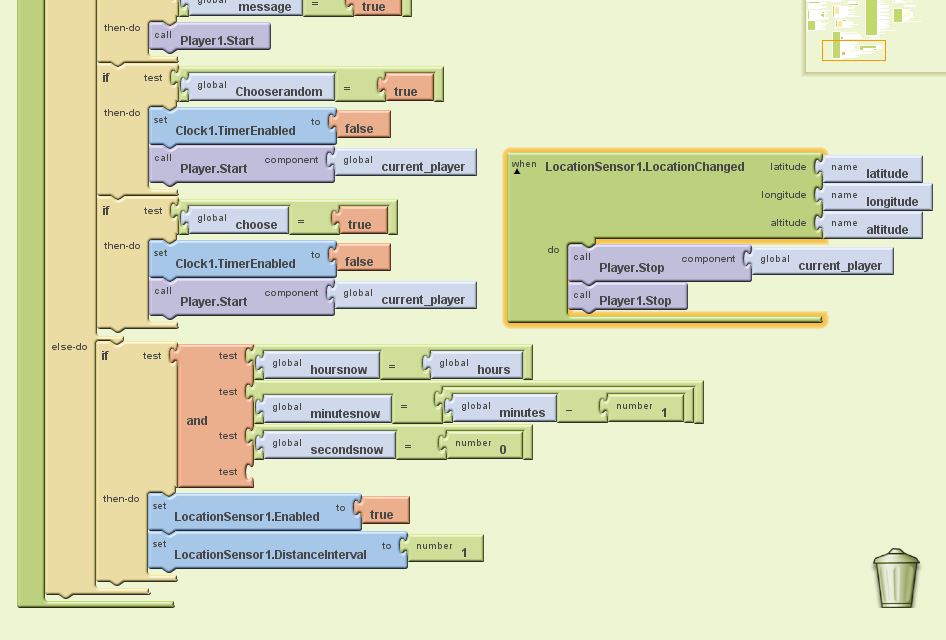 message = true
then-do call Player1.Start
if test global Chooserandom = true
then-do set Clock1.TimerEnabled to false
call Player.Start component global current_player
if test global choose = true
then-do set Clock1.TimerEnabled to false
call Player.Start component global current_player
when LocationSensor1.LocationChanged latitude name latitude
longitude name longitude
altitude name altitude
do call Player.Stop component global current_player
call Player1.Stop
else-do if test and test global hoursnow = global hours
test global minutesnow = global minutes - number 1
test global secondsnow = number 0
test
then-do set LocationSensor1.Enabled to true
set LocationSensor1.DistanceInterval to number 1